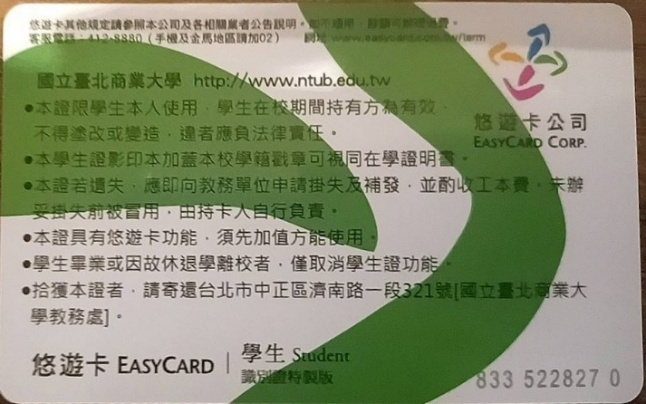 悠遊卡其他規定請參照本公司及各相關業者公告說明。如不適用，餘額可辦理退費。
客服電話：412-8880（手機及金馬地區請加02） 網址 www.easycard.com.tw/term
國立臺北商業大學 http://www.ntub.edu.tw
●本證限學生本人使用，學生在校期間持有方為有效，
不得塗改或變造，違者應負法律責任。
悠遊卡公司
EASYCARD CORP.
●本學生證影印本加蓋本校學籍戳章可視同在學證明書。
●本證若遺失，應即向教務單位申請掛失及補發，並酌收工本費。未辦
妥掛失前被冒用，由持卡人自行負責。
●本證具有悠遊卡功能，須先加值方能使用。
●學生畢業或因故休退學離校者，僅取消學生證功能。
●拾獲本證者，請寄還台北市中正區濟南路一段321號[國立臺北商業大
學教務處]。
悠遊卡 EASYCARD | 學生 Student
識別證特製版
833 522827 0